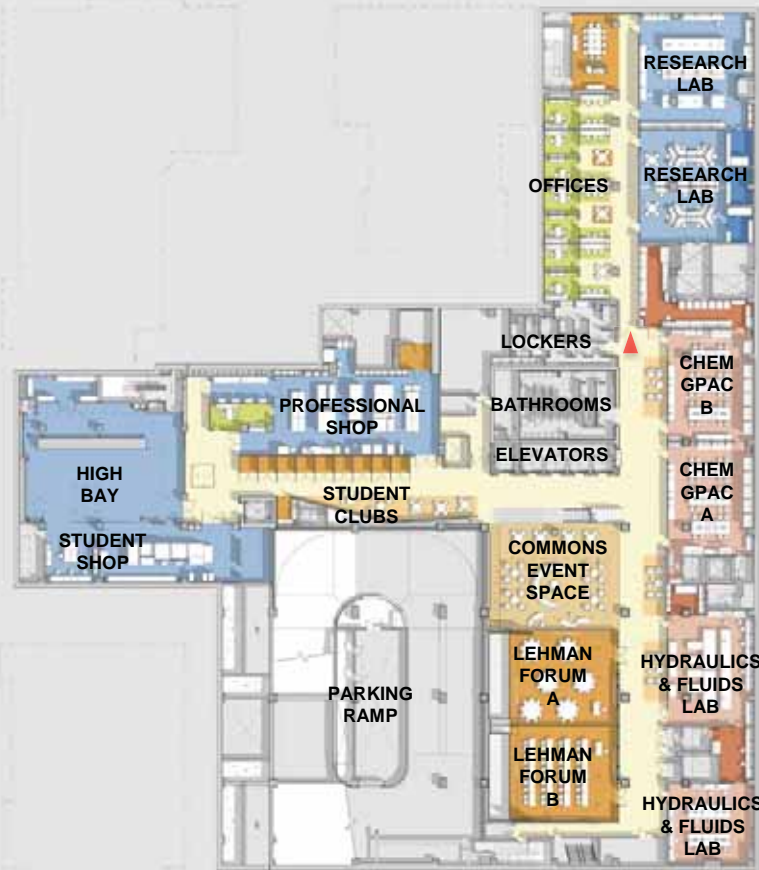 RESEARCH
LAB
RESEARCH
LAB
OFFICES
LOCKERS
CHEM
GPAC
B
BATHROOMS
PROFESSIONAL
SHOP
ELEVATORS
CHEM
GPAC
A
HIGH
BAY
STUDENT
CLUBS
STUDENT
SHOP
COMMONS
EVENT
SPACE
LEHMAN
FORUM
A
HYDRAULICS
& FLUIDS
LAB
PARKING
RAMP
LEHMAN
FORUM
B
HYDRAULICS
& FLUIDS
LAB